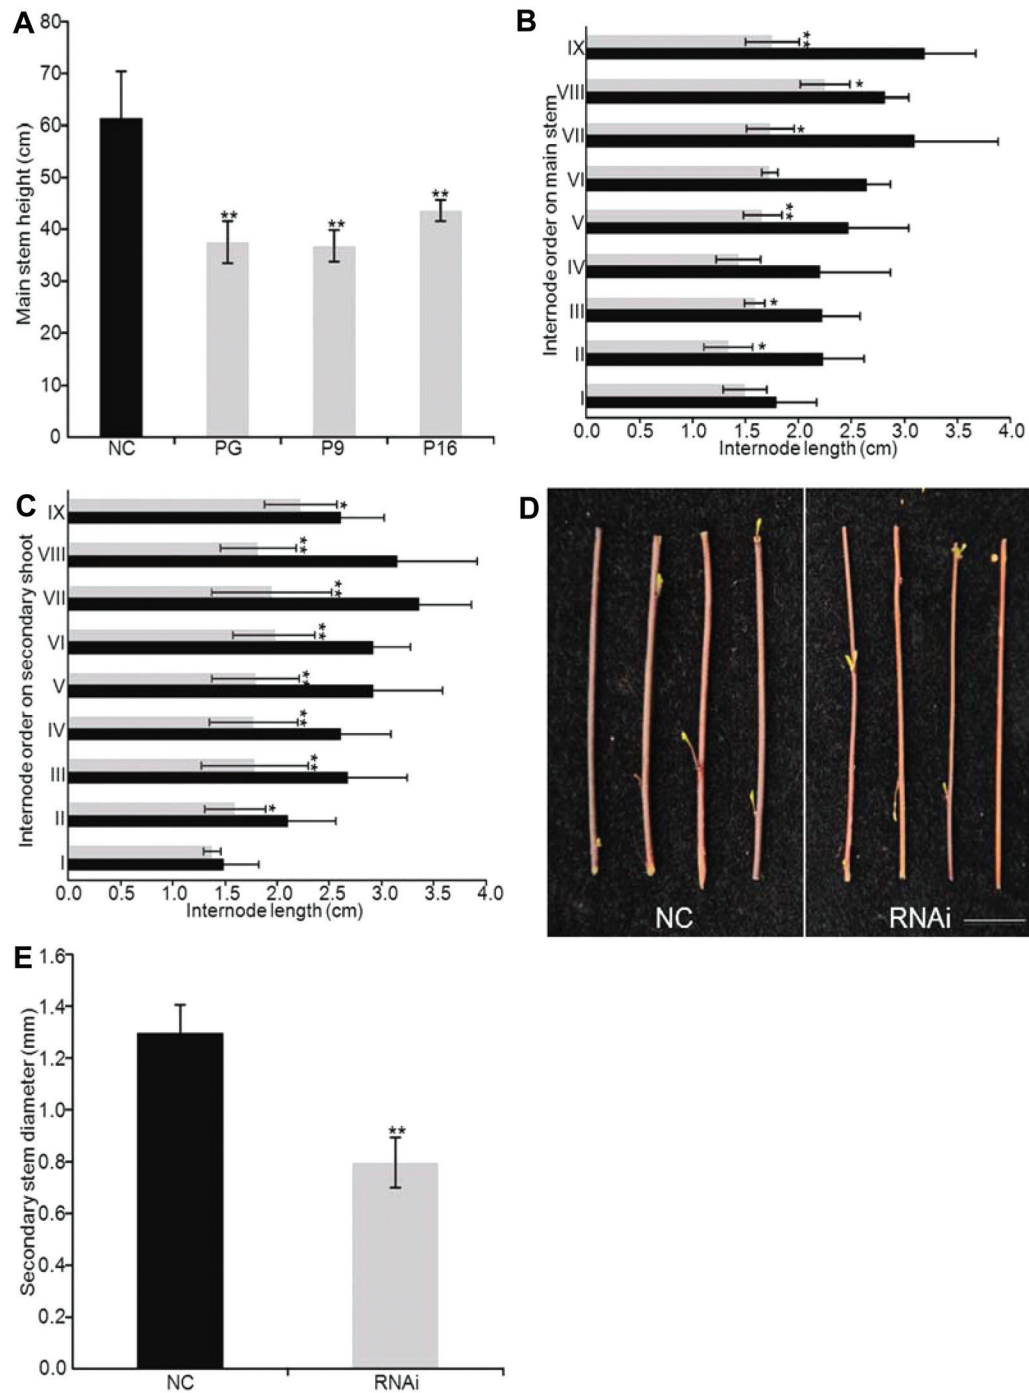 A
Main stem height (cm)
80
70
60
50
40
30
20
10
0
**
**
**
NC
PG
P9
P16
B
Internode order on main stem
IX
**
VIII
*
VII
*
VI
V
**
IV
III
*
II
*
I
0.0 0.5 1.0 1.5 2.0 2.5 3.0 3.5 4.0
Internode length (cm)
C
Internode order on secondary shoot
IX
*
VIII
**
VII
**
VI
**
V
**
IV
**
III
**
II
*
I
0.0 0.5 1.0 1.5 2.0 2.5 3.0 3.5 4.0
Internode length (cm)
D
NC
RNAi
E
Secondary stem diameter (mm)
1.6
1.4
1.2
1.0
0.8
0.6
0.4
0.2
0.0
**
NC
RNAi